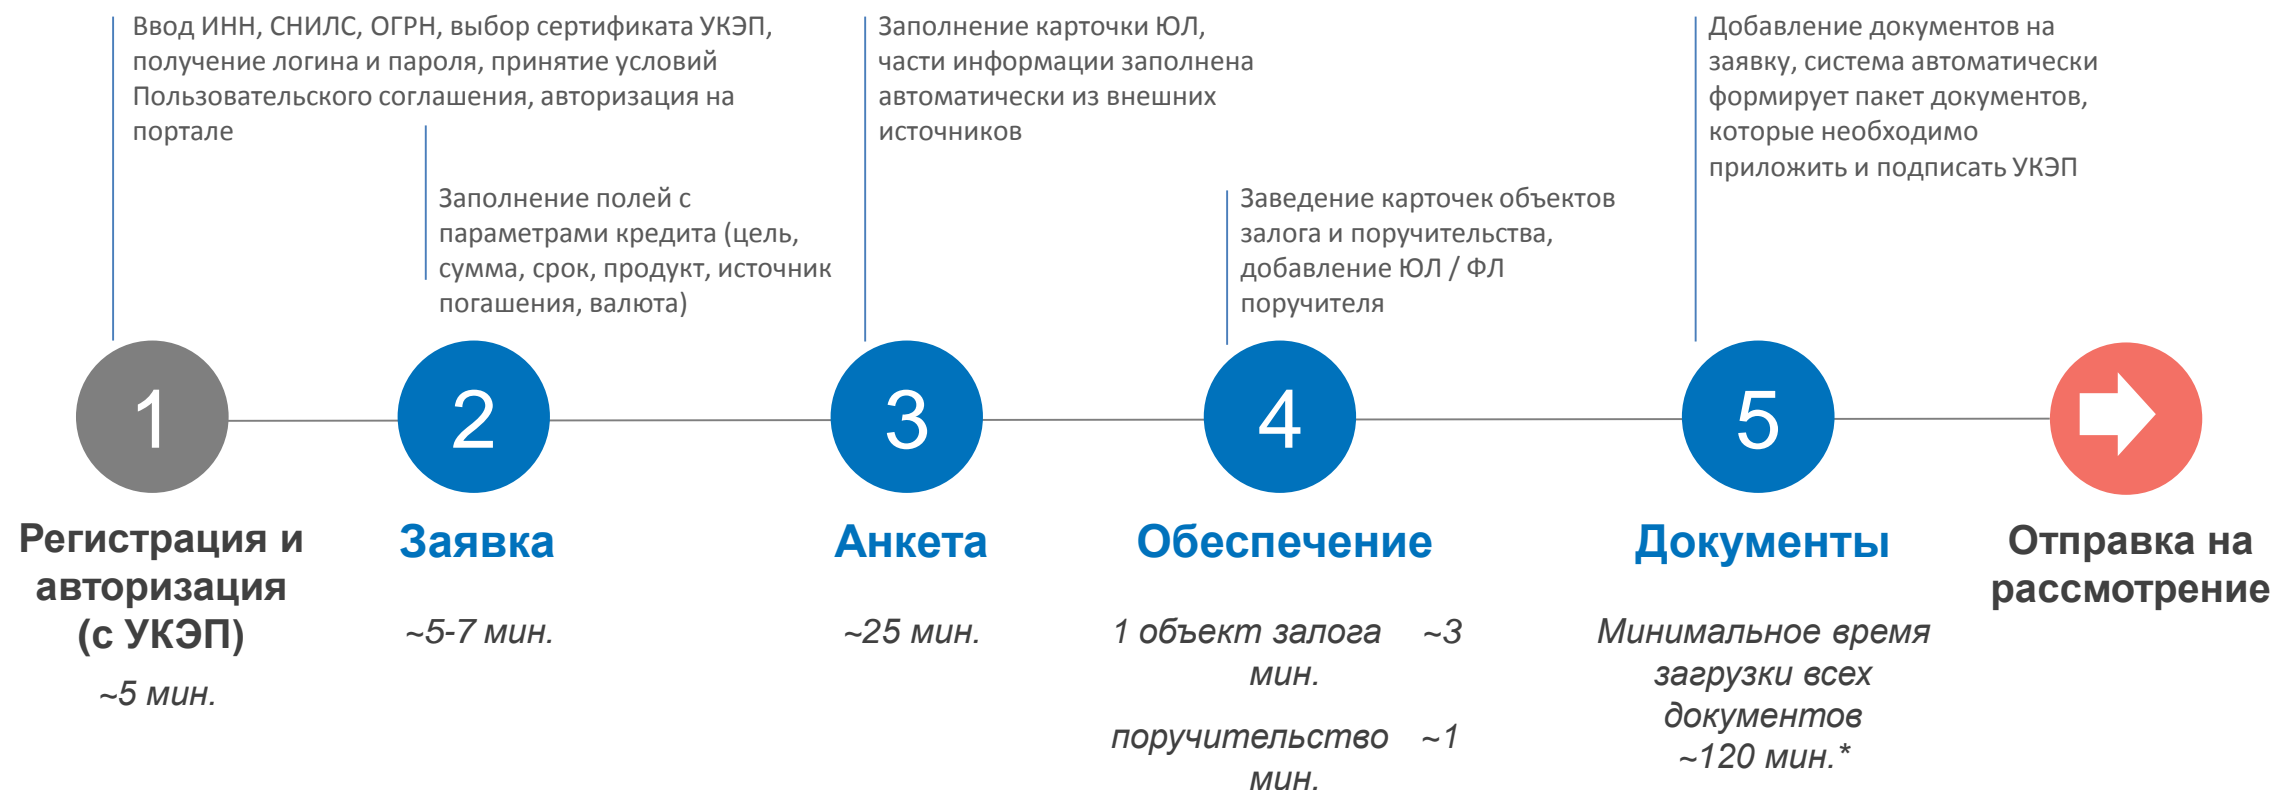 Ввод ИНН, СНИЛС, ОГРН, выбор сертификата УКЭП,
получение логина и пароля, принятие условий
Пользовательского соглашения, авторизация на
портале
Заполнение полей с
параметрами кредита (цель,
сумма, срок, продукт, источник
погашения, валюта)
Заполнение карточки ЮЛ,
части информации заполнена
автоматически из внешних
источников
Заведение карточек объектов
залога и поручительства,
добавление ЮЛ / ФЛ
поручителя
Добавление документов на
заявку, система автоматически
формирует пакет документов,
которые необходимо
приложить и подписать УКЭП
1
2
3
4
5
Регистрация и
авторизация
(с УКЭП)
~5 мин.
Заявка
~5-7 мин.
Анкета
~25 мин.
Обеспечение
1 объект залога ~3
мин.
поручительство ~1
мин.
Документы
Минимальное время
загрузки всех
документов
~120 мин.*
Отправка на
рассмотрение